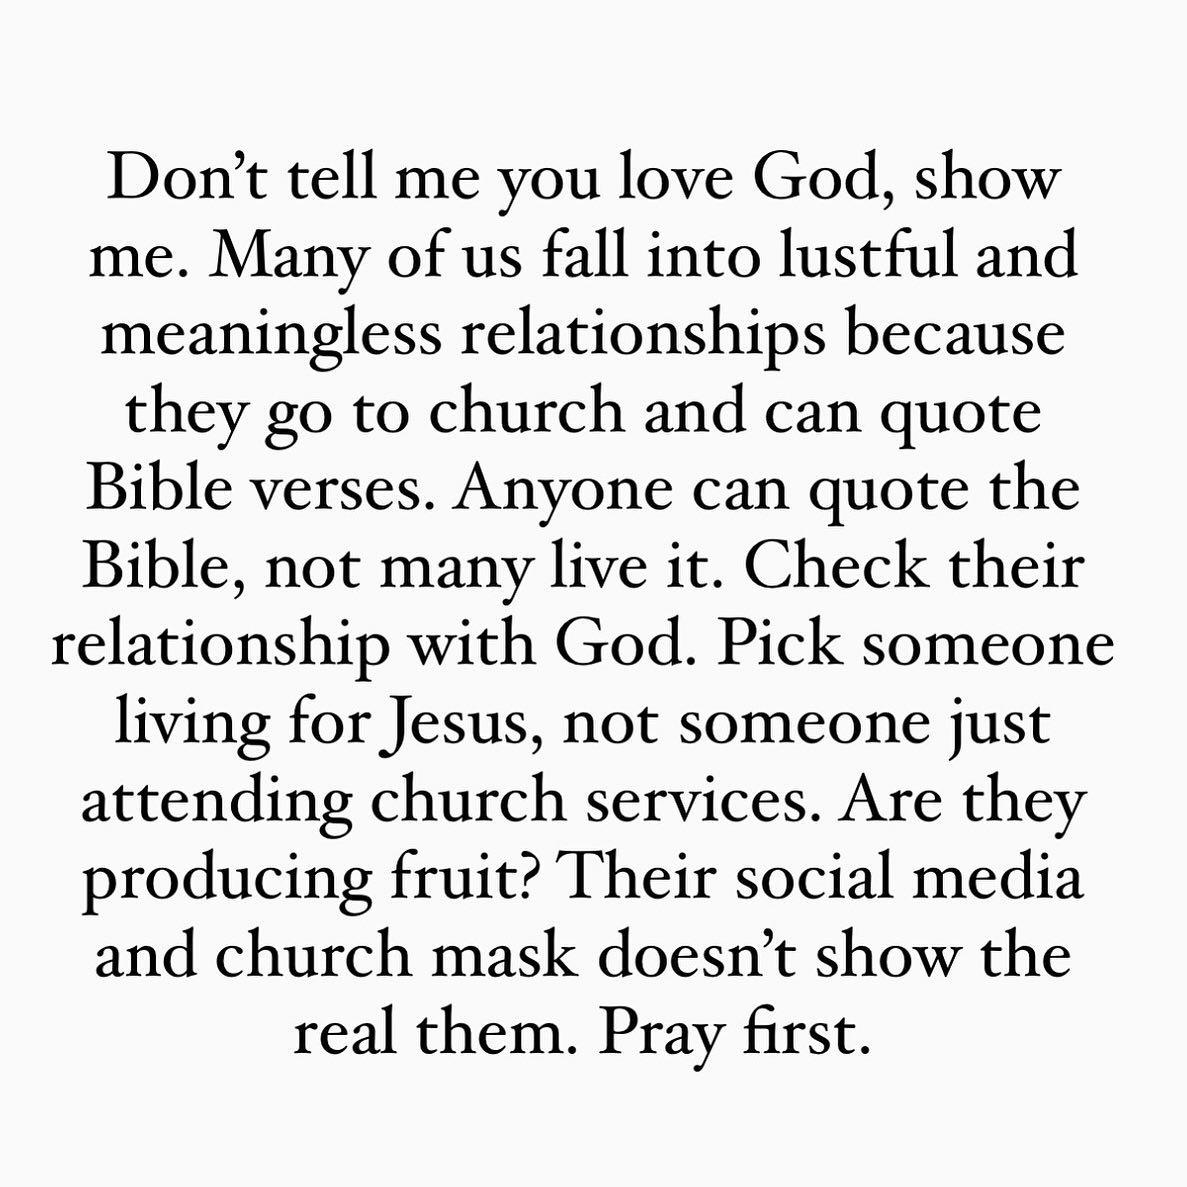 Don’t tell me you love God, show
me. Many of us fall into lustful and
meaningless relationships because
they go to church and can quote
Bible verses. Anyone can quote the
Bible, not many live it. Check their
relationship with God. Pick someone
living for Jesus, not someone just
attending church services. Are they
producing fruit? Their social media
and church mask doesn’t show the
real them. Pray first.